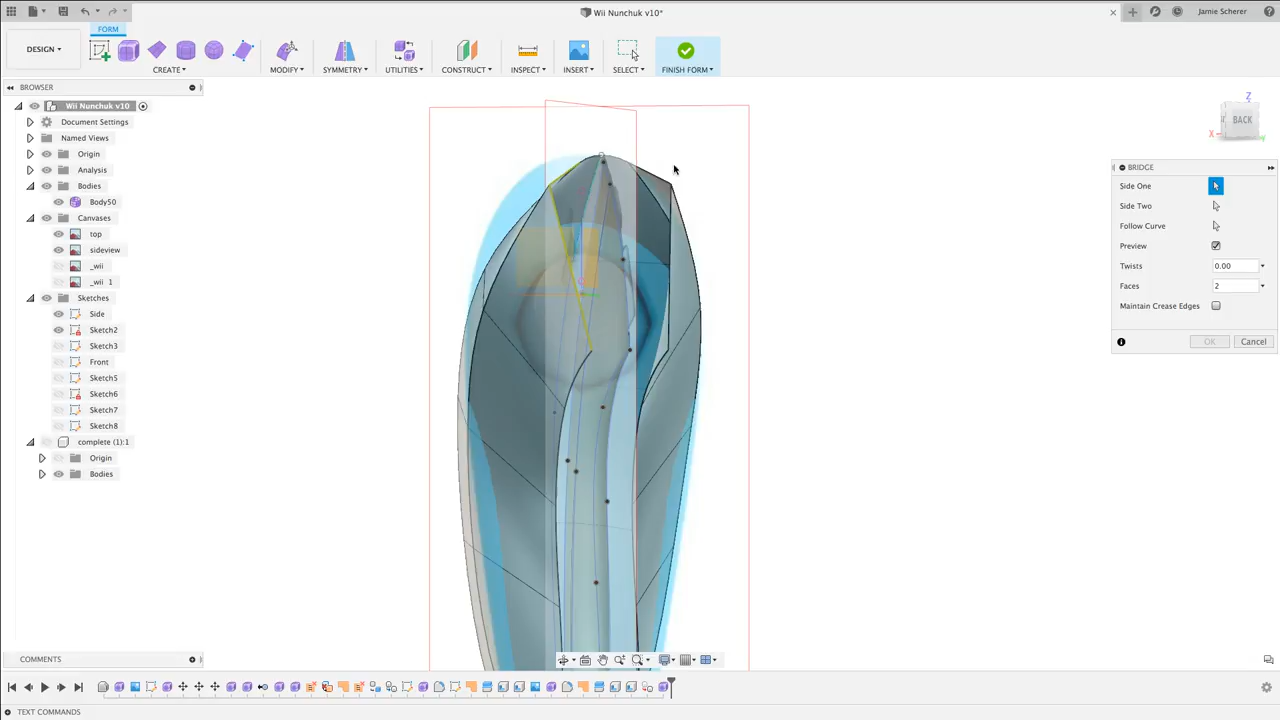 Wii Nunchuk v10*
Jamie Scherer
FORM
DESIGN
CREATE
MODIFY
SYMMETRY
UTILITIES
CONSTRUCT
INSPECT
INSERT
SELECT
FINISH FORM
BROWSER
Wii Nunchuk v10
Document Settings
Named Views
Origin
Analysis
Bodies
Body50
Canvases
top
sideview
_wii
_wii 1
Sketches
Side
Sketch2
Sketch3
Front
Sketch5
Sketch6
Sketch7
Sketch8
complete (1):1
Origin
Bodies
Z
BACK
X
Y
BRIDGE
Side One
Side Two
Follow Curve
Preview
Twists 0.00
Faces 2
Maintain Crease Edges
OK Cancel
COMMENTS
TEXT COMMANDS